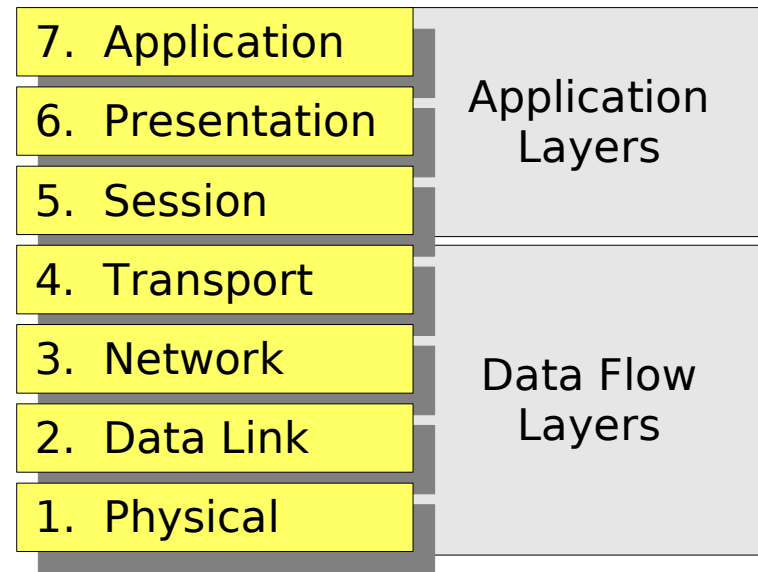 7. Application
6. Presentation
5. Session
4. Transport
3. Network
2. Data Link
1. Physical
Application
Layers
Data Flow
Layers